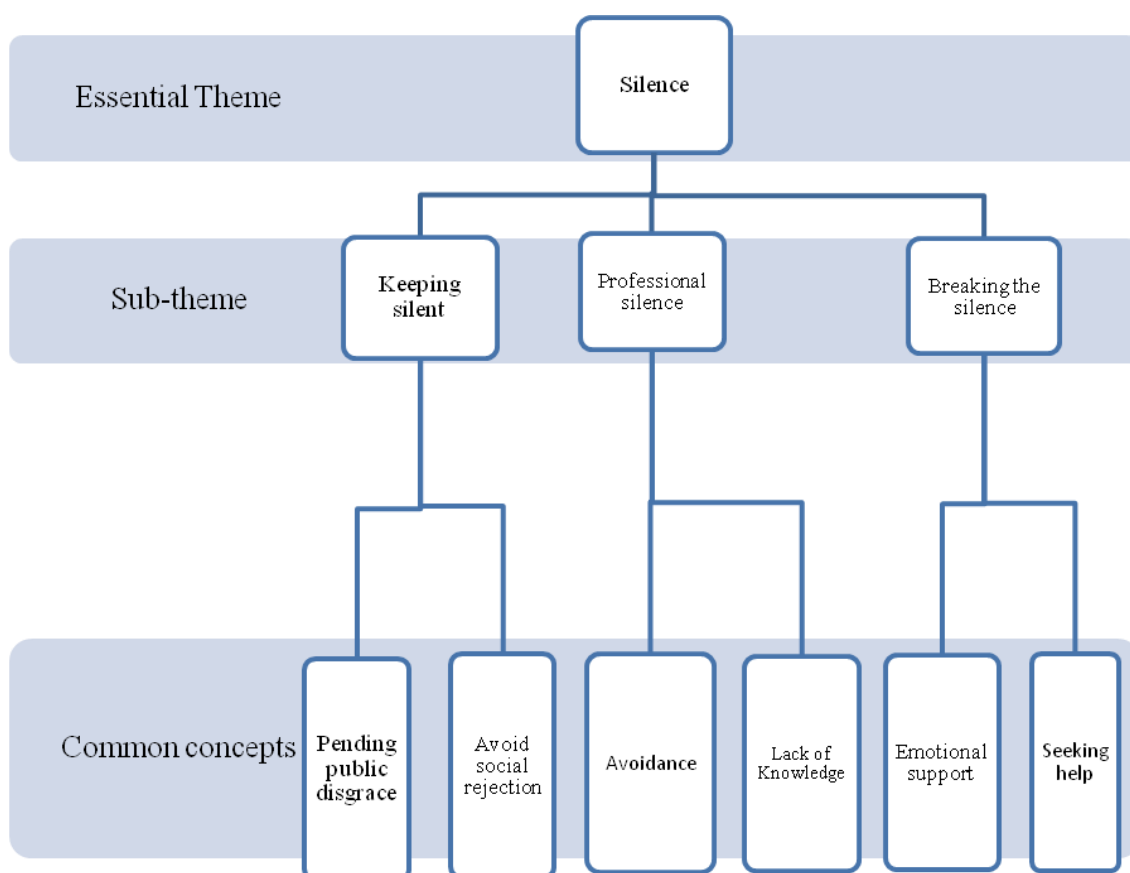 Essential Theme
Silence
Sub-theme
Keeping
silent
Professional
silence
Breaking the
silence
Common concepts
Pending
public
disgrace
Avoid
social
rejection
Avoidance
Lack of
Knowledge
Emotional
support
Seeking
help